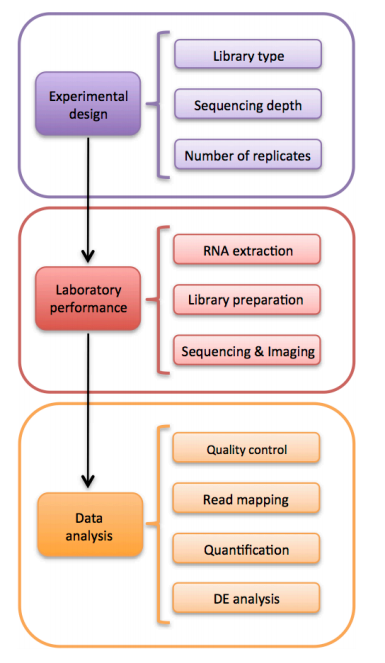 Experimental
design
Library type
Sequencing depth
Number of replicates
Laboratory
performance
RNA extraction
Library preparation
Sequencing & Imaging
Data
analysis
Quality control
Read mapping
Quantification
DE analysis